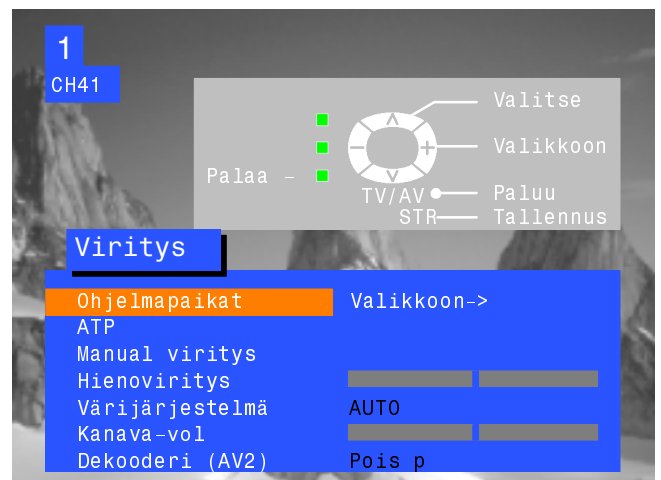 1
CH41
Valitse
Valikkoon
Palaa -
TV/AV Paluu
STR Tallennus
Viritys
Ohjelmapaikat Valikkoon->
ATP
Manual viritys
Hienoviritys
Värijärjestelmä AUTO
Kanava-vol
Dekooderi (AV2) Pois p